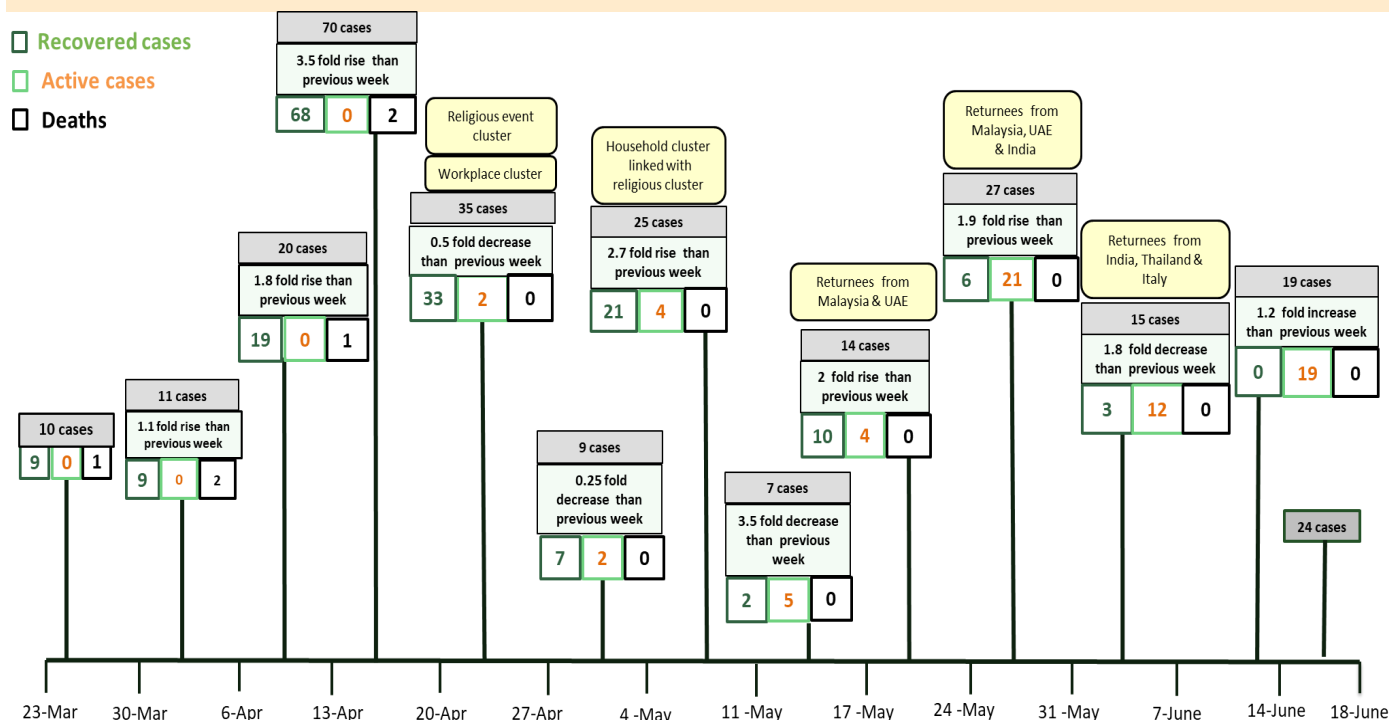 Recovered cases
Active cases
Deaths
10 cases
9 0 1
11 cases
1.1 fold rise than
previous week
9 0 2
20 cases
1.8 fold rise than
previous week
19 0 1
70 cases
3.5 fold rise than
previous week
68 0 2
Religious event
cluster
Workplace cluster
35 cases
0.5 fold decrease
than previous week
33 2 0
9 cases
0.25 fold
decrease than
previous week
7 2 0
Household cluster
linked with
religious cluster
25 cases
2.7 fold rise than
previous week
21 4 0
7 cases
3.5 fold decrease
than previous
week
2 5 0
Returnees from
Malaysia & UAE
14 cases
2 fold rise than
previous week
10 4 0
Returnees from
Malaysia, UAE
& India
27 cases
1.9 fold rise than
previous week
6 21 0
Returnees from
India, Thailand &
Italy
15 cases
1.8 fold decrease
than previous week
3 12 0
19 cases
1.2 fold increase
than previous week
0 19 0
24 cases
23-Mar 30-Mar 6-Apr 13-Apr 20-Apr 27-Apr 4 -May 11-May 17-May 24 -May 31-May 7-June 14-June 18-June